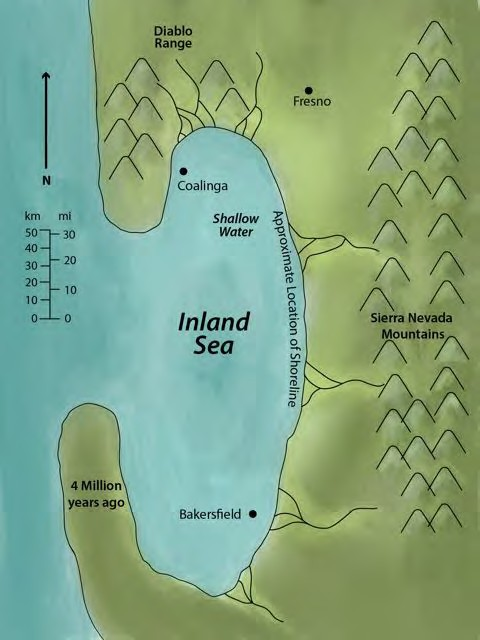 Diablo
Range
Fresno
N
Coalinga
Shallow
Water
km mi
50
40
30
20
10
0
30
20
10
0
Approximate Location of Shoreline
Inland
Sea
Sierra Nevada
Mountains
4 Million
years ago
Bakersfield